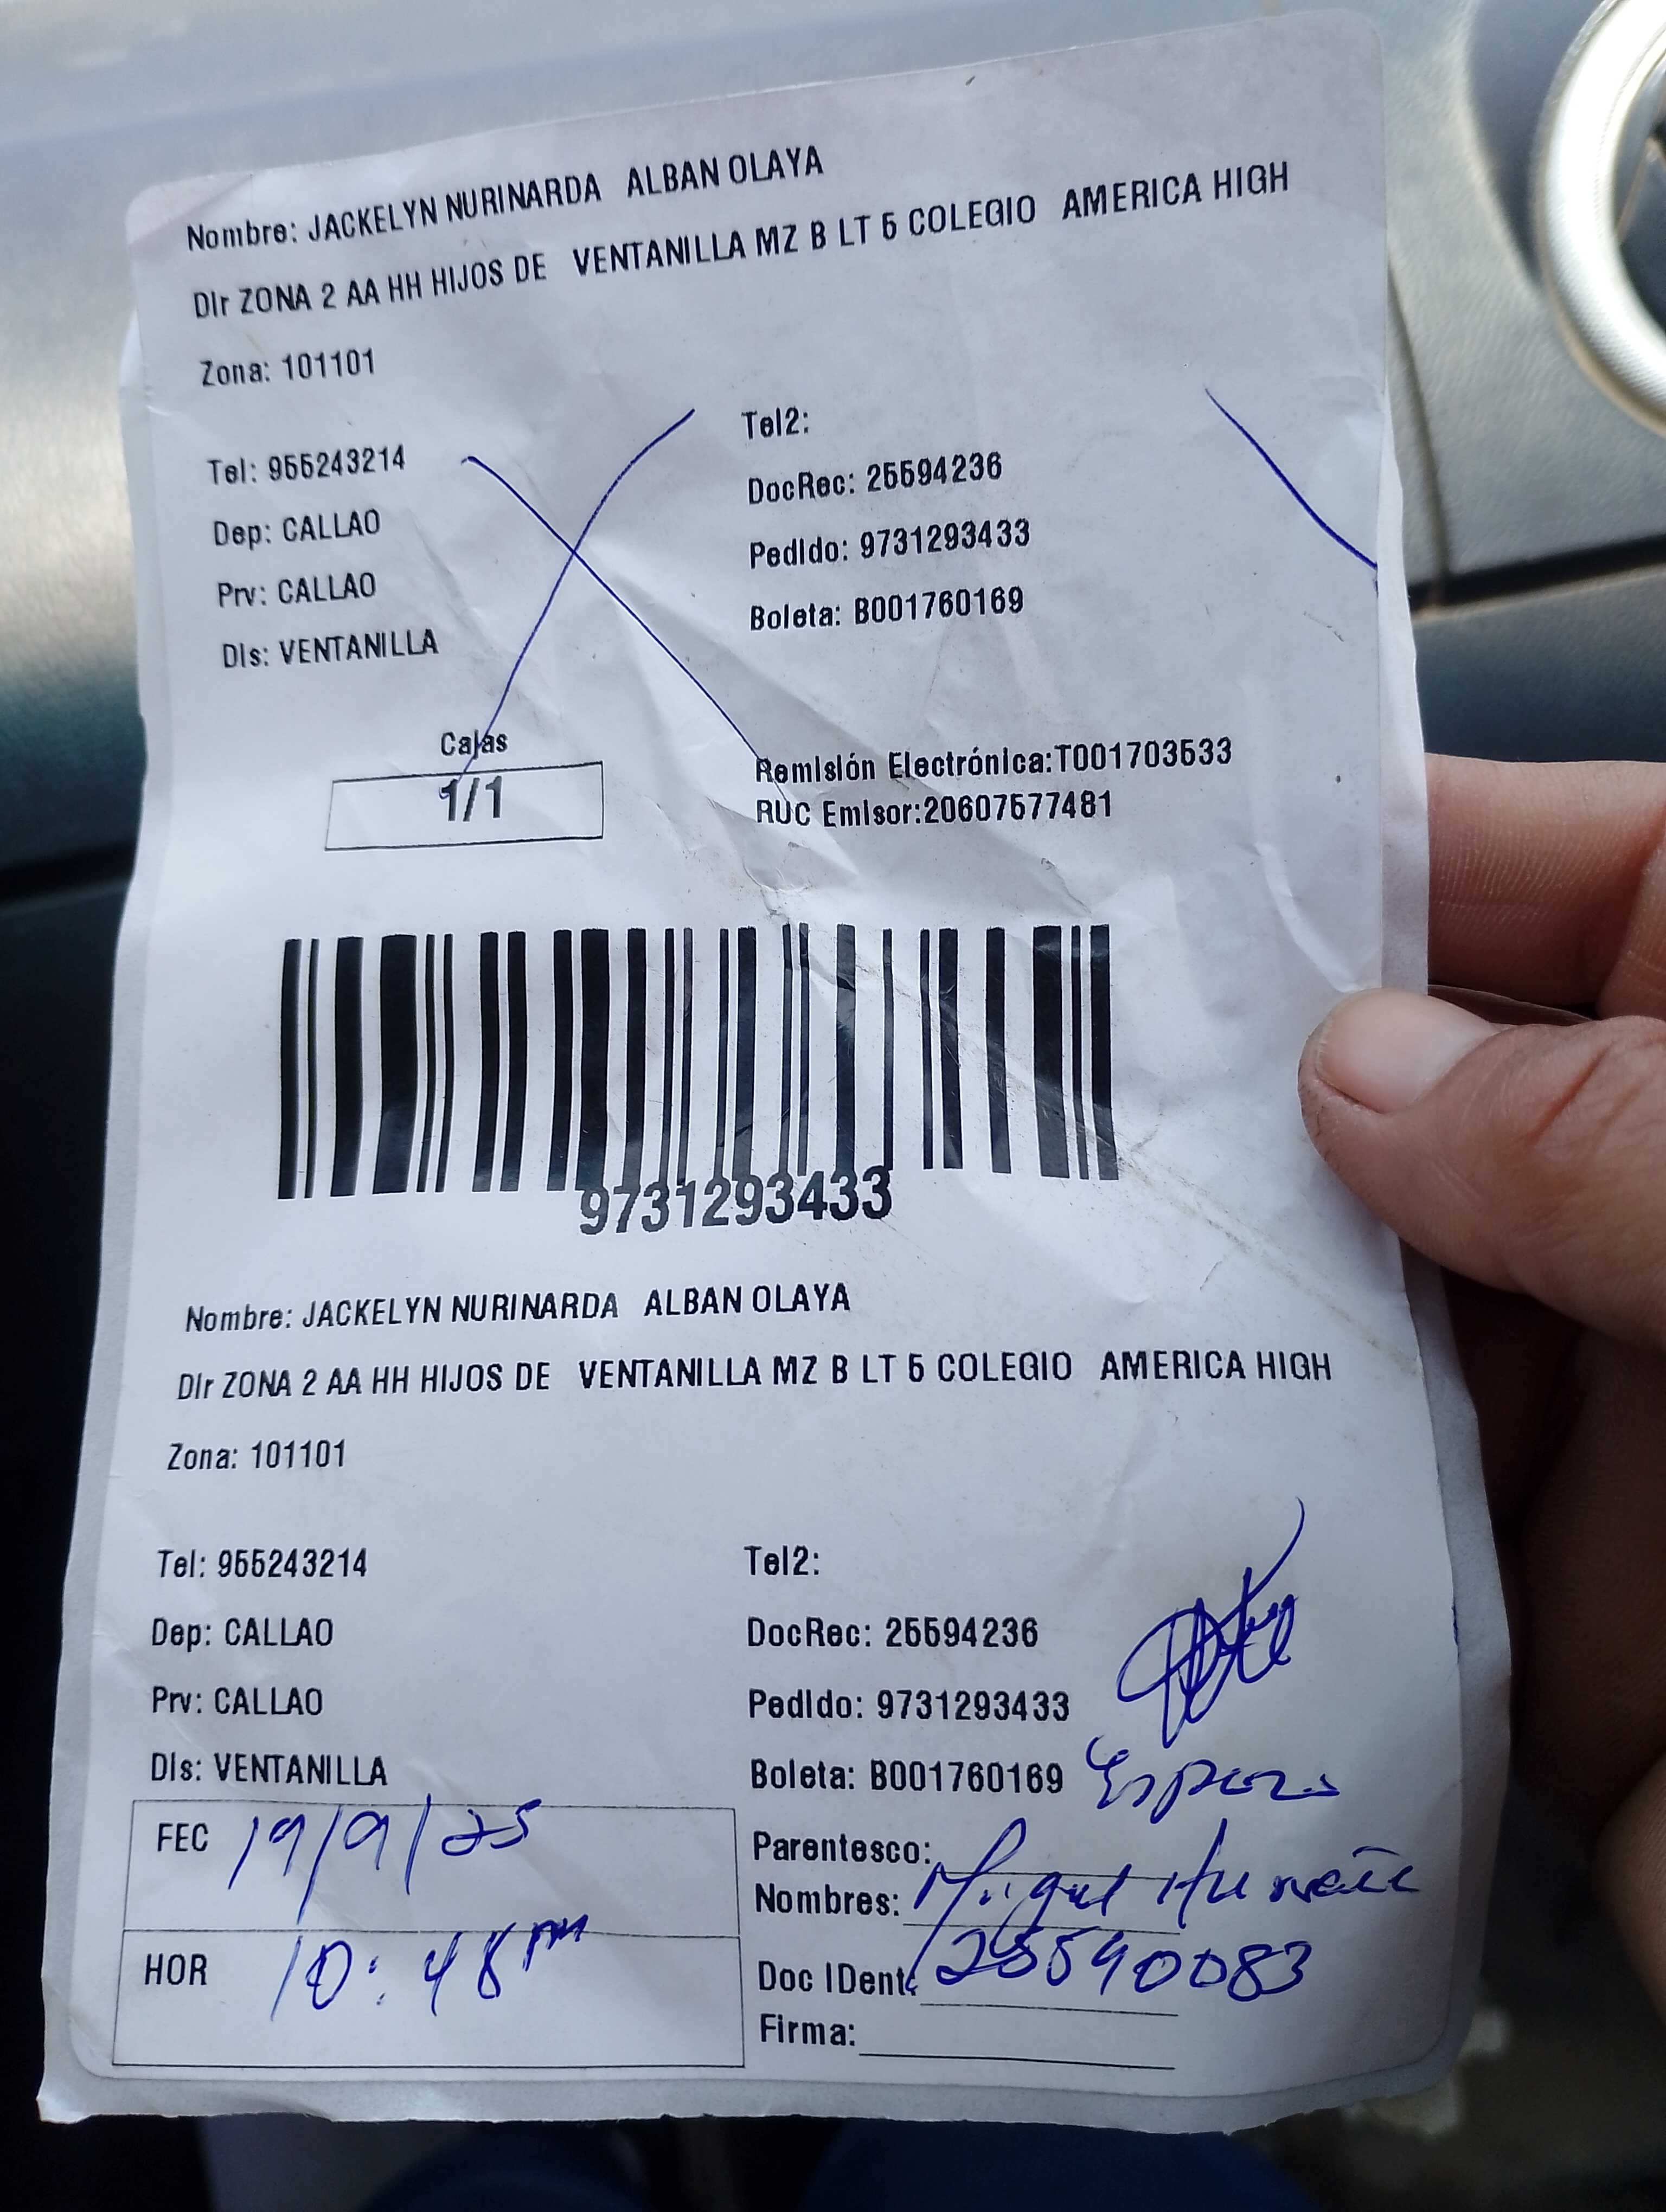 Nombre: JACKELYN NURINARDA ALBAN OLAYA
Dir ZONA 2 AA HH HIJOS DE VENTANILLA MZ B LT 5 COLEGIO AMERICA HIGH
Zona: 101101
Tel: 955243214
Tel2:
DocRec: 25594236
Dep: CALLAO
Pedido: 9731293433
Prv: CALLAO
Boleta: B001760169
Dis: VENTANILLA
Cajas
1/1
Remisión Electrónica:T001703533
RUC Emisor:20607577481
9731293433
Nombre: JACKELYN NURINARDA ALBAN OLAYA
Dir ZONA 2 AA HH HIJOS DE VENTANILLA MZ B LT 5 COLEGIO AMERICA HIGH
Zona: 101101
Tel: 955243214
Tel2:
Dep: CALLAO
DocRec: 25594236
Prv: CALLAO
Pedido: 9731293433
Dis: VENTANILLA
Boleta: B001760169
FEC 19/9/25
Parentesco: Esposo
Nombres: Miguel
HOR 10:48 pm
Doc IDent: 25590083
Firma: